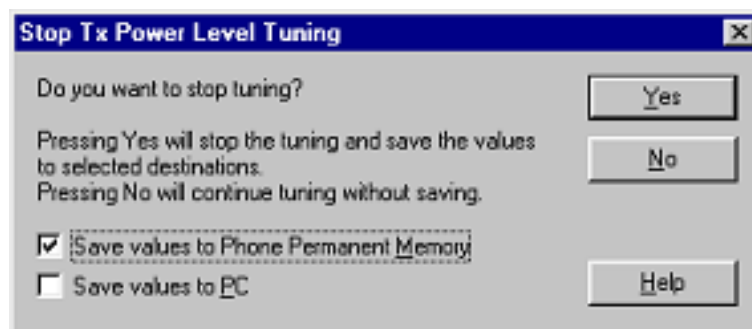 Stop Tx Power Level Tuning
Do you want to stop tuning?
Yes
Pressing Yes will stop the tuning and save the values
to selected destinations.
Pressing No will continue tuning without saving.
No
Save values to Phone Permanent Memory
Save values to PC
Help